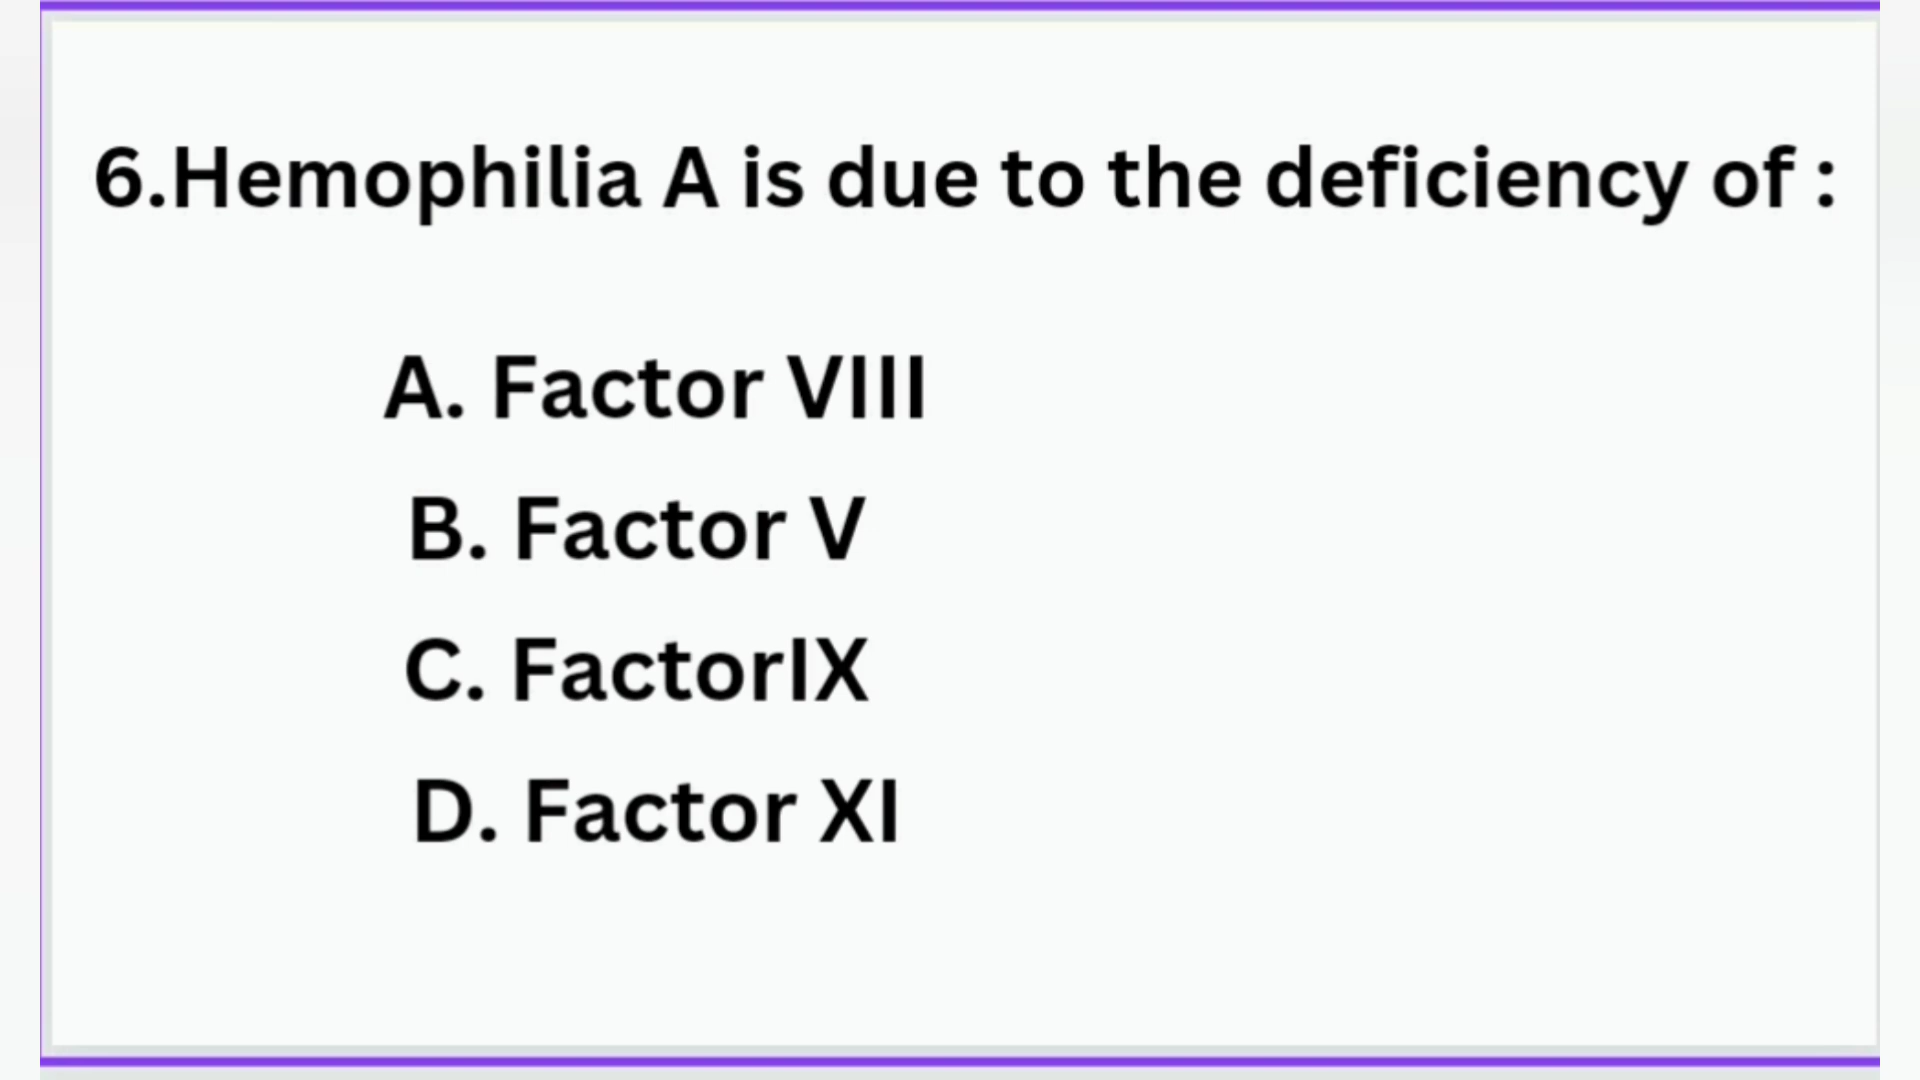 6.Hemophilia A is due to the deficiency of :
A. Factor VIII
B. Factor V
C. FactorIX
D. Factor XI